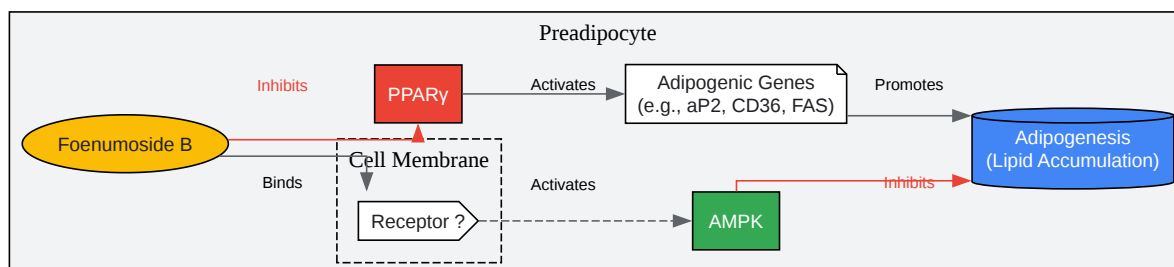 Preadipocyte
Inhibits
PPARγ
Activates
Adipogenic Genes
(e.g., aP2, CD36, FAS)
Promotes
Foenumoside B
Cell Membrane
Adipogenesis
(Lipid Accumulation)
Binds
Activates
Inhibits
Receptor ?
AMPK